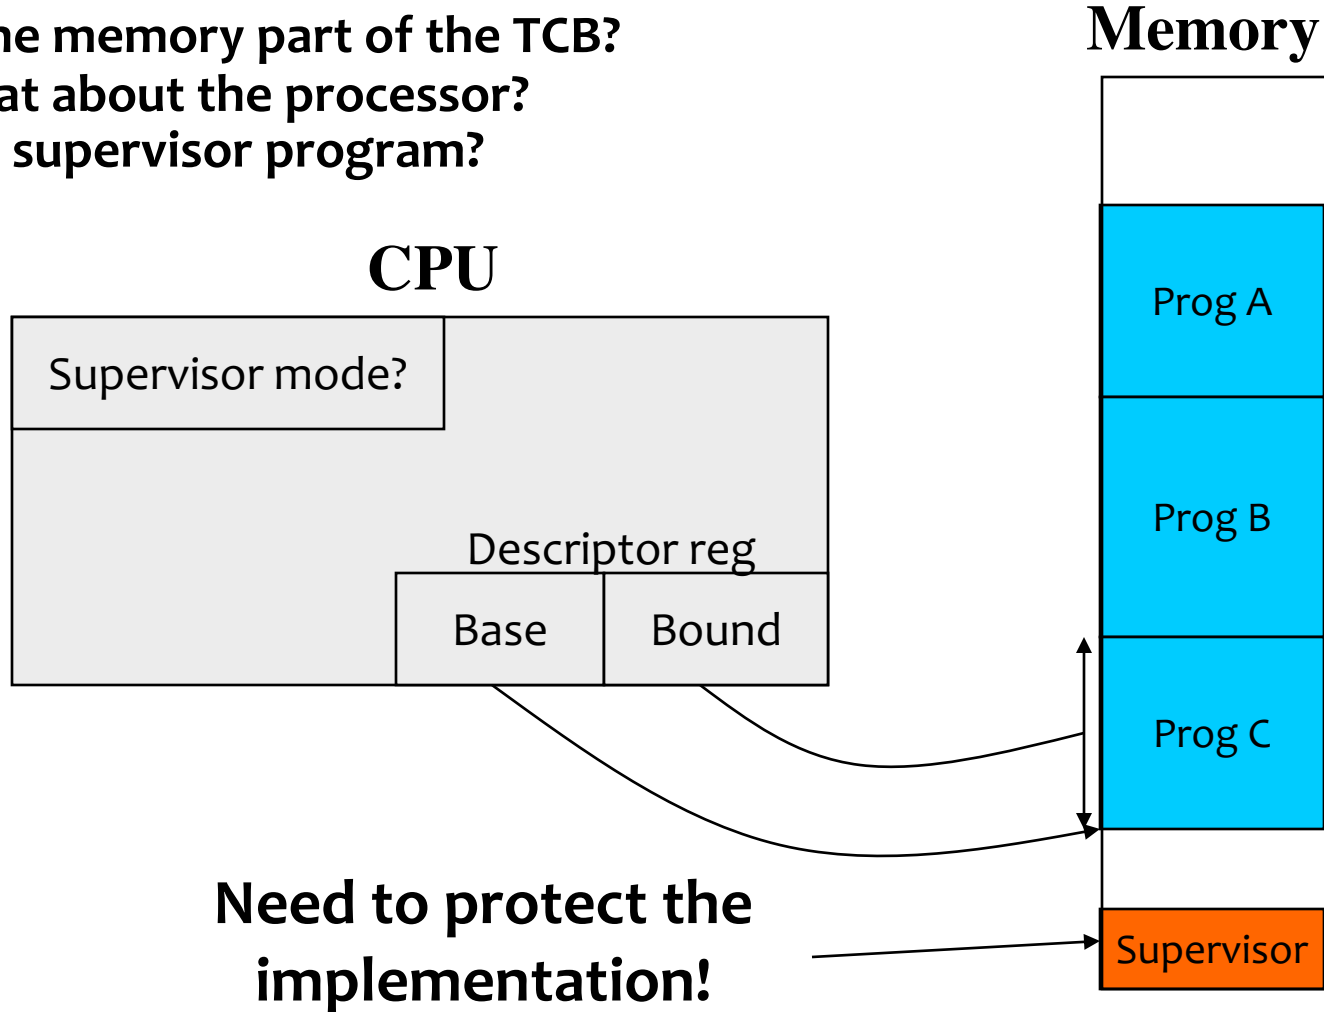 ne memory part of the TCB?
at about the processor?
supervisor program?
Memory
CPU
Supervisor mode?
Descriptor reg
Base
Bound
Prog A
Prog B
Prog C
Need to protect the
implementation!
Supervisor